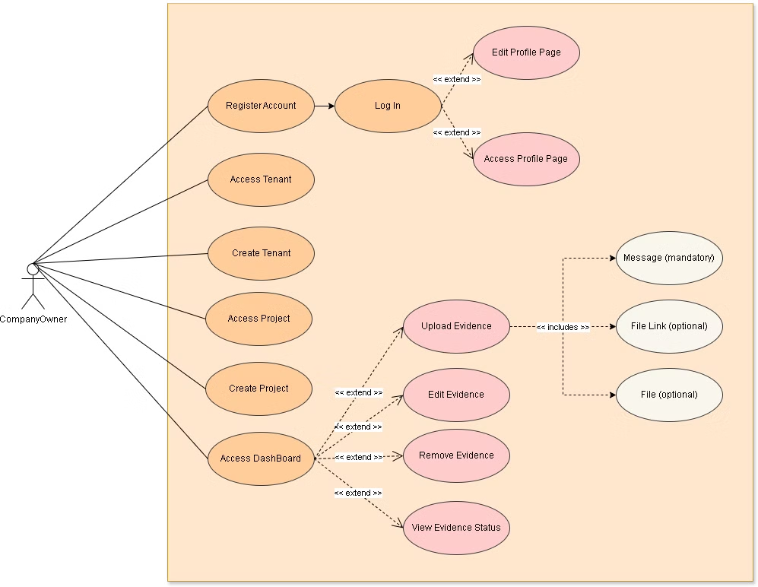 Edit Profile Page
<< extend >>
RegisterAccount
Log In
<< extend >>
Access Profile Page
Access Tenant
Create Tenant
Message (mandatory)
CompanyOwner
Access Project
Upload Evidence
<< includes >>
File Link (optional)
<< extend >>
Create Project
Edit Evidence
File (optional)
<< extend >>
Access DashBoard
<< extend >>
Remove Evidence
<< extend >>
View Evidence Status